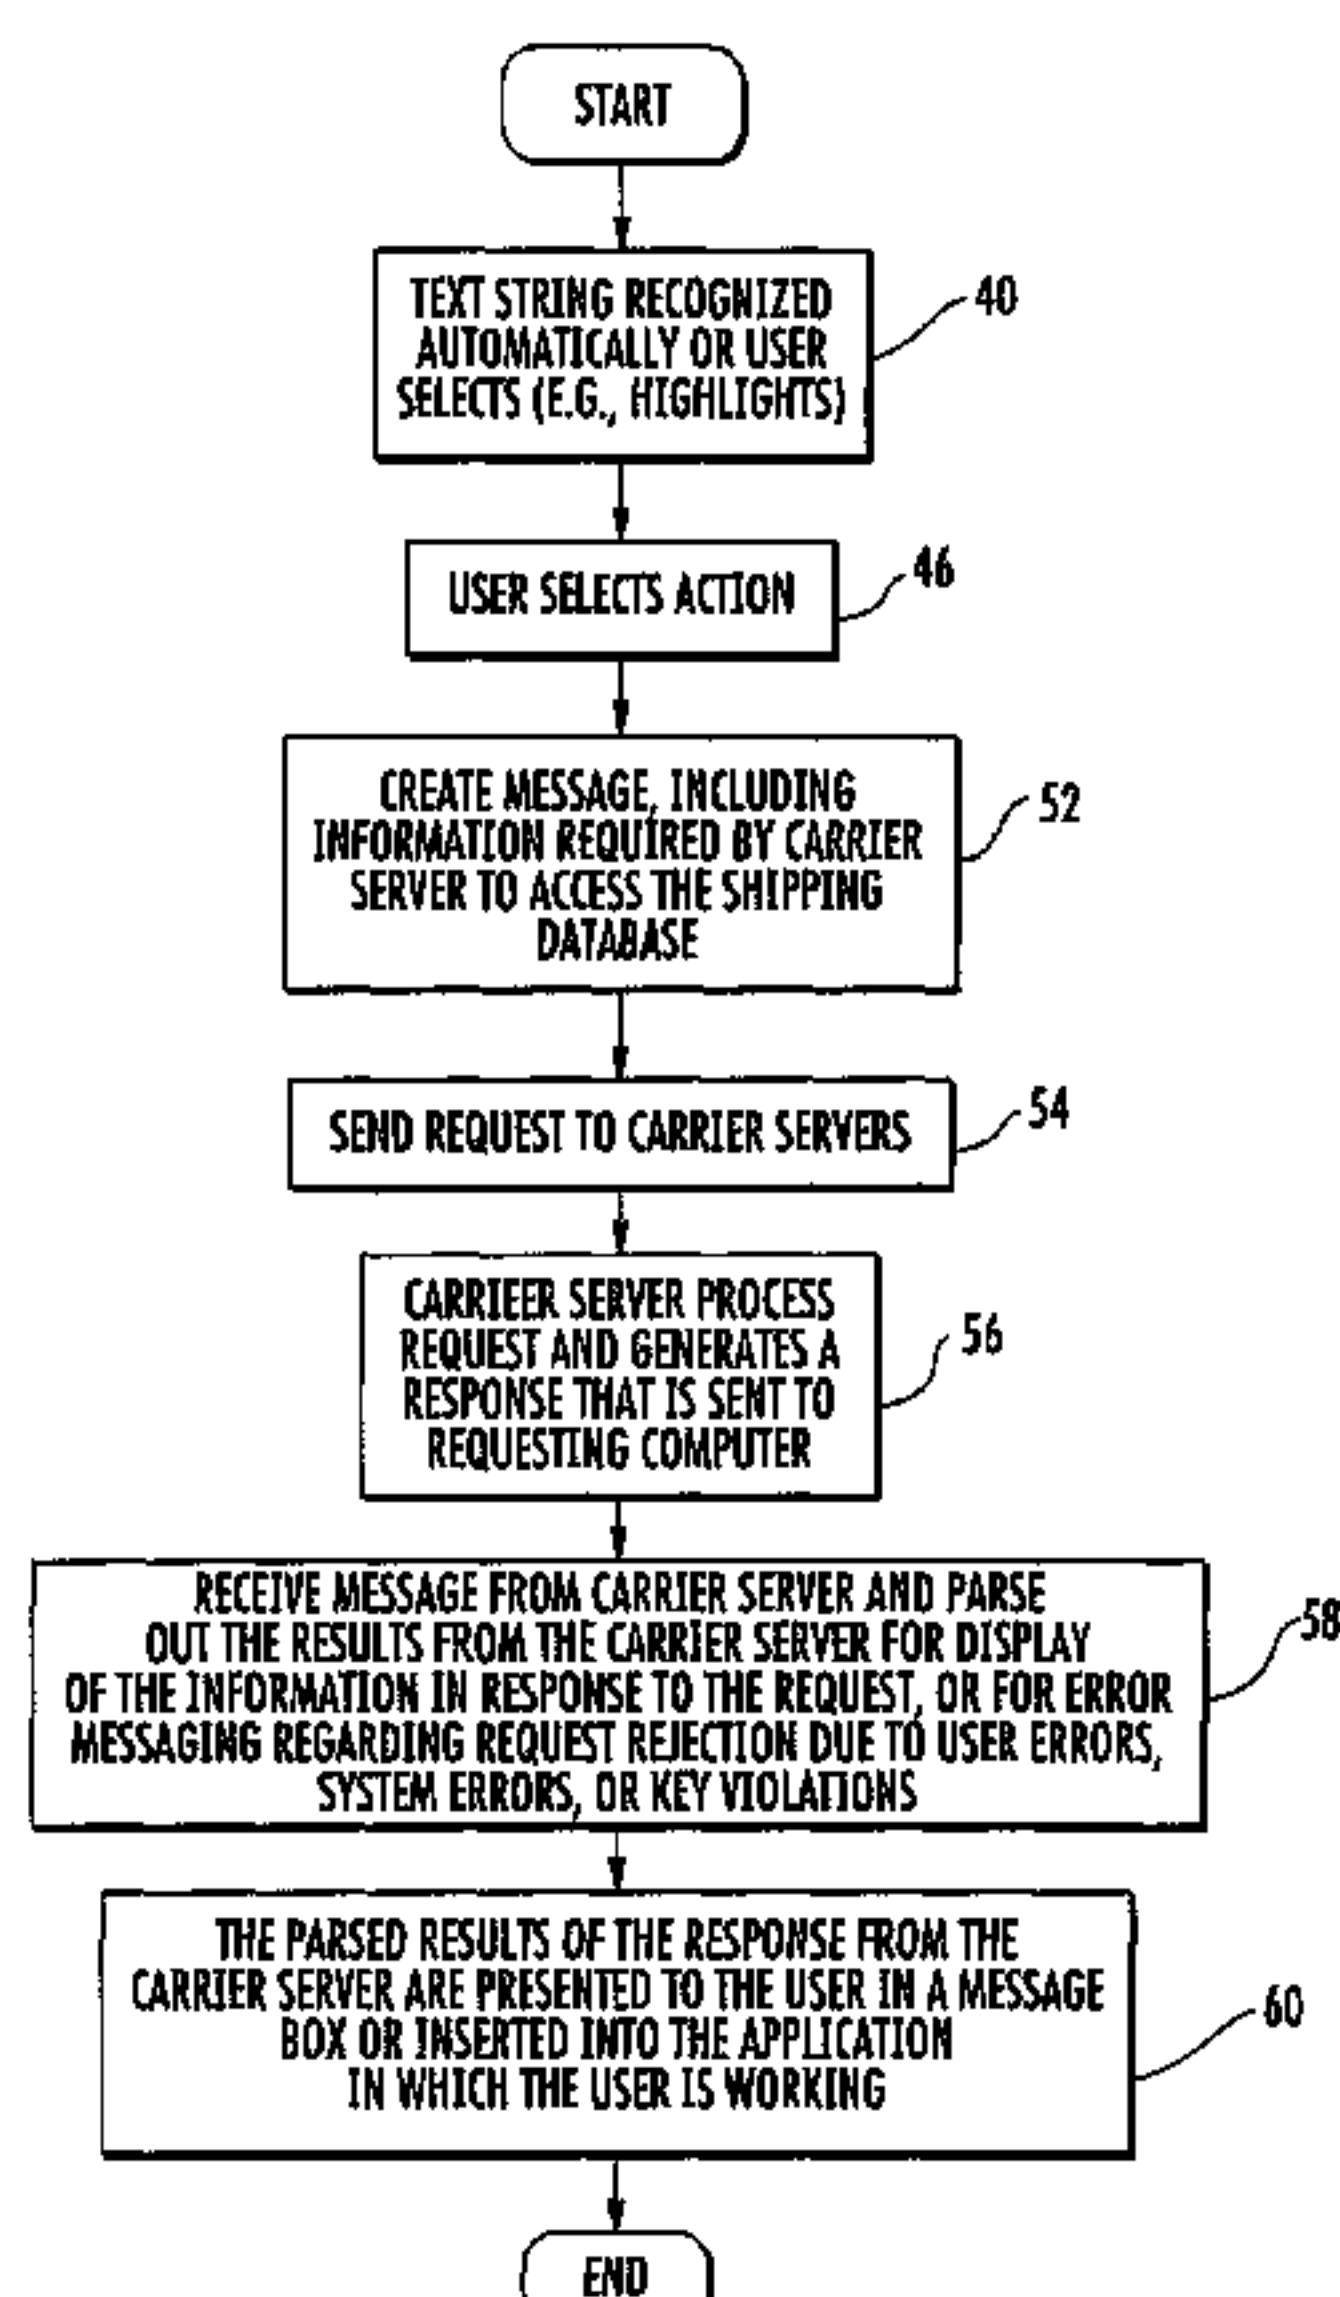 START
TEXT STRING RECOGNIZED
AUTOMATICALLY OR USER
SELECTS (E.G., HIGHLIGHTS)
40
USER SELECTS ACTION
46
CREATE MESSAGE, INCLUDING
INFORMATION REQUIRED BY CARRIER
SERVER TO ACCESS THE SHIPPING
DATABASE
52
SEND REQUEST TO CARRIER SERVERS
54
CARRIEER SERVER PROCESS
REQUEST AND GENERATES A
RESPONSE THAT IS SENT TO
REQUESTING COMPUTER
56
RECEIVE MESSAGE FROM CARRIER SERVER AND PARSE
OUT THE RESULTS FROM THE CARRIER SERVER FOR DISPLAY
OF THE INFORMATION IN RESPONSE TO THE REQUEST, OR FOR ERROR
MESSAGING REGARDING REQUEST REJECTION DUE TO USER ERRORS,
SYSTEM ERRORS, OR KEY VIOLATIONS
58
THE PARSED RESULTS OF THE RESPONSE FROM THE
CARRIER SERVER ARE PRESENTED TO THE USER IN A MESSAGE
BOX OR INSERTED INTO THE APPLICATION
IN WHICH THE USER IS WORKING
60
END